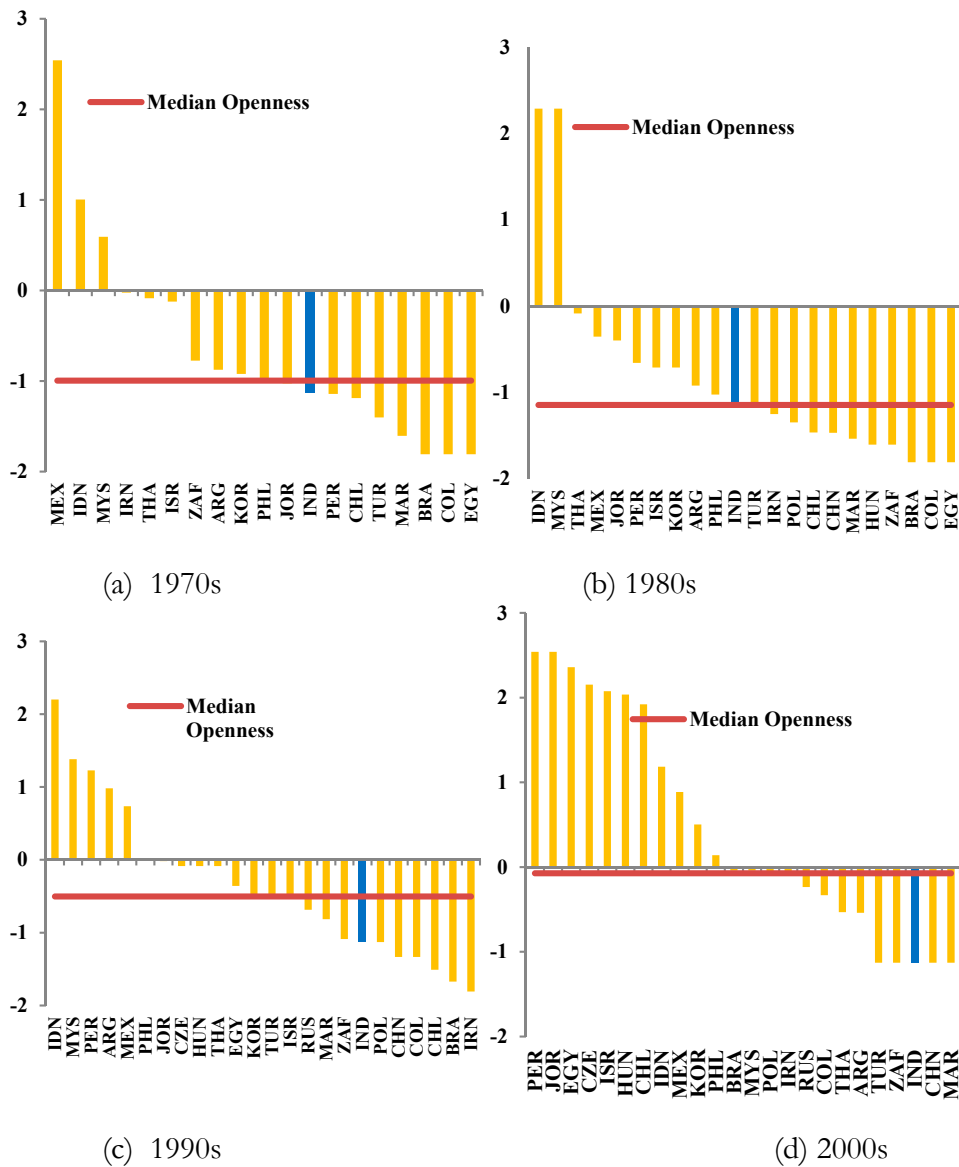 3
2
1
0
-1
-2
Median Openness
MEX IDN MYS IRN THA ISR ZAF ARG KOR PHL JOR IND PER CHL TUR MAR BRA COL EGY
(a) 1970s
3
2
1
0
-1
-2
Median Openness
IDN MYS THA MEX JOR PER ISR KOR ARG PHL IND TUR IRN POL CHL CHN MAR HUN ZAF BRA COL EGY
(b) 1980s
3
2
1
0
-1
-2
Median
Openness
IDN MYS PER ARG MEX PHL JOR CZE HUN THA EGY KOR TUR ISR RUS MAR ZAF IND POL CHN COL CHL BRA IRN
(c) 1990s
3
2
1
0
-1
-2
Median Openness
PER JOR EGY CZE ISR HUN CHL IDN MEX KOR PHL BRA MYS POL IRN RUS COL THA ARG TUR ZAF IND CHN MAR
(d) 2000s